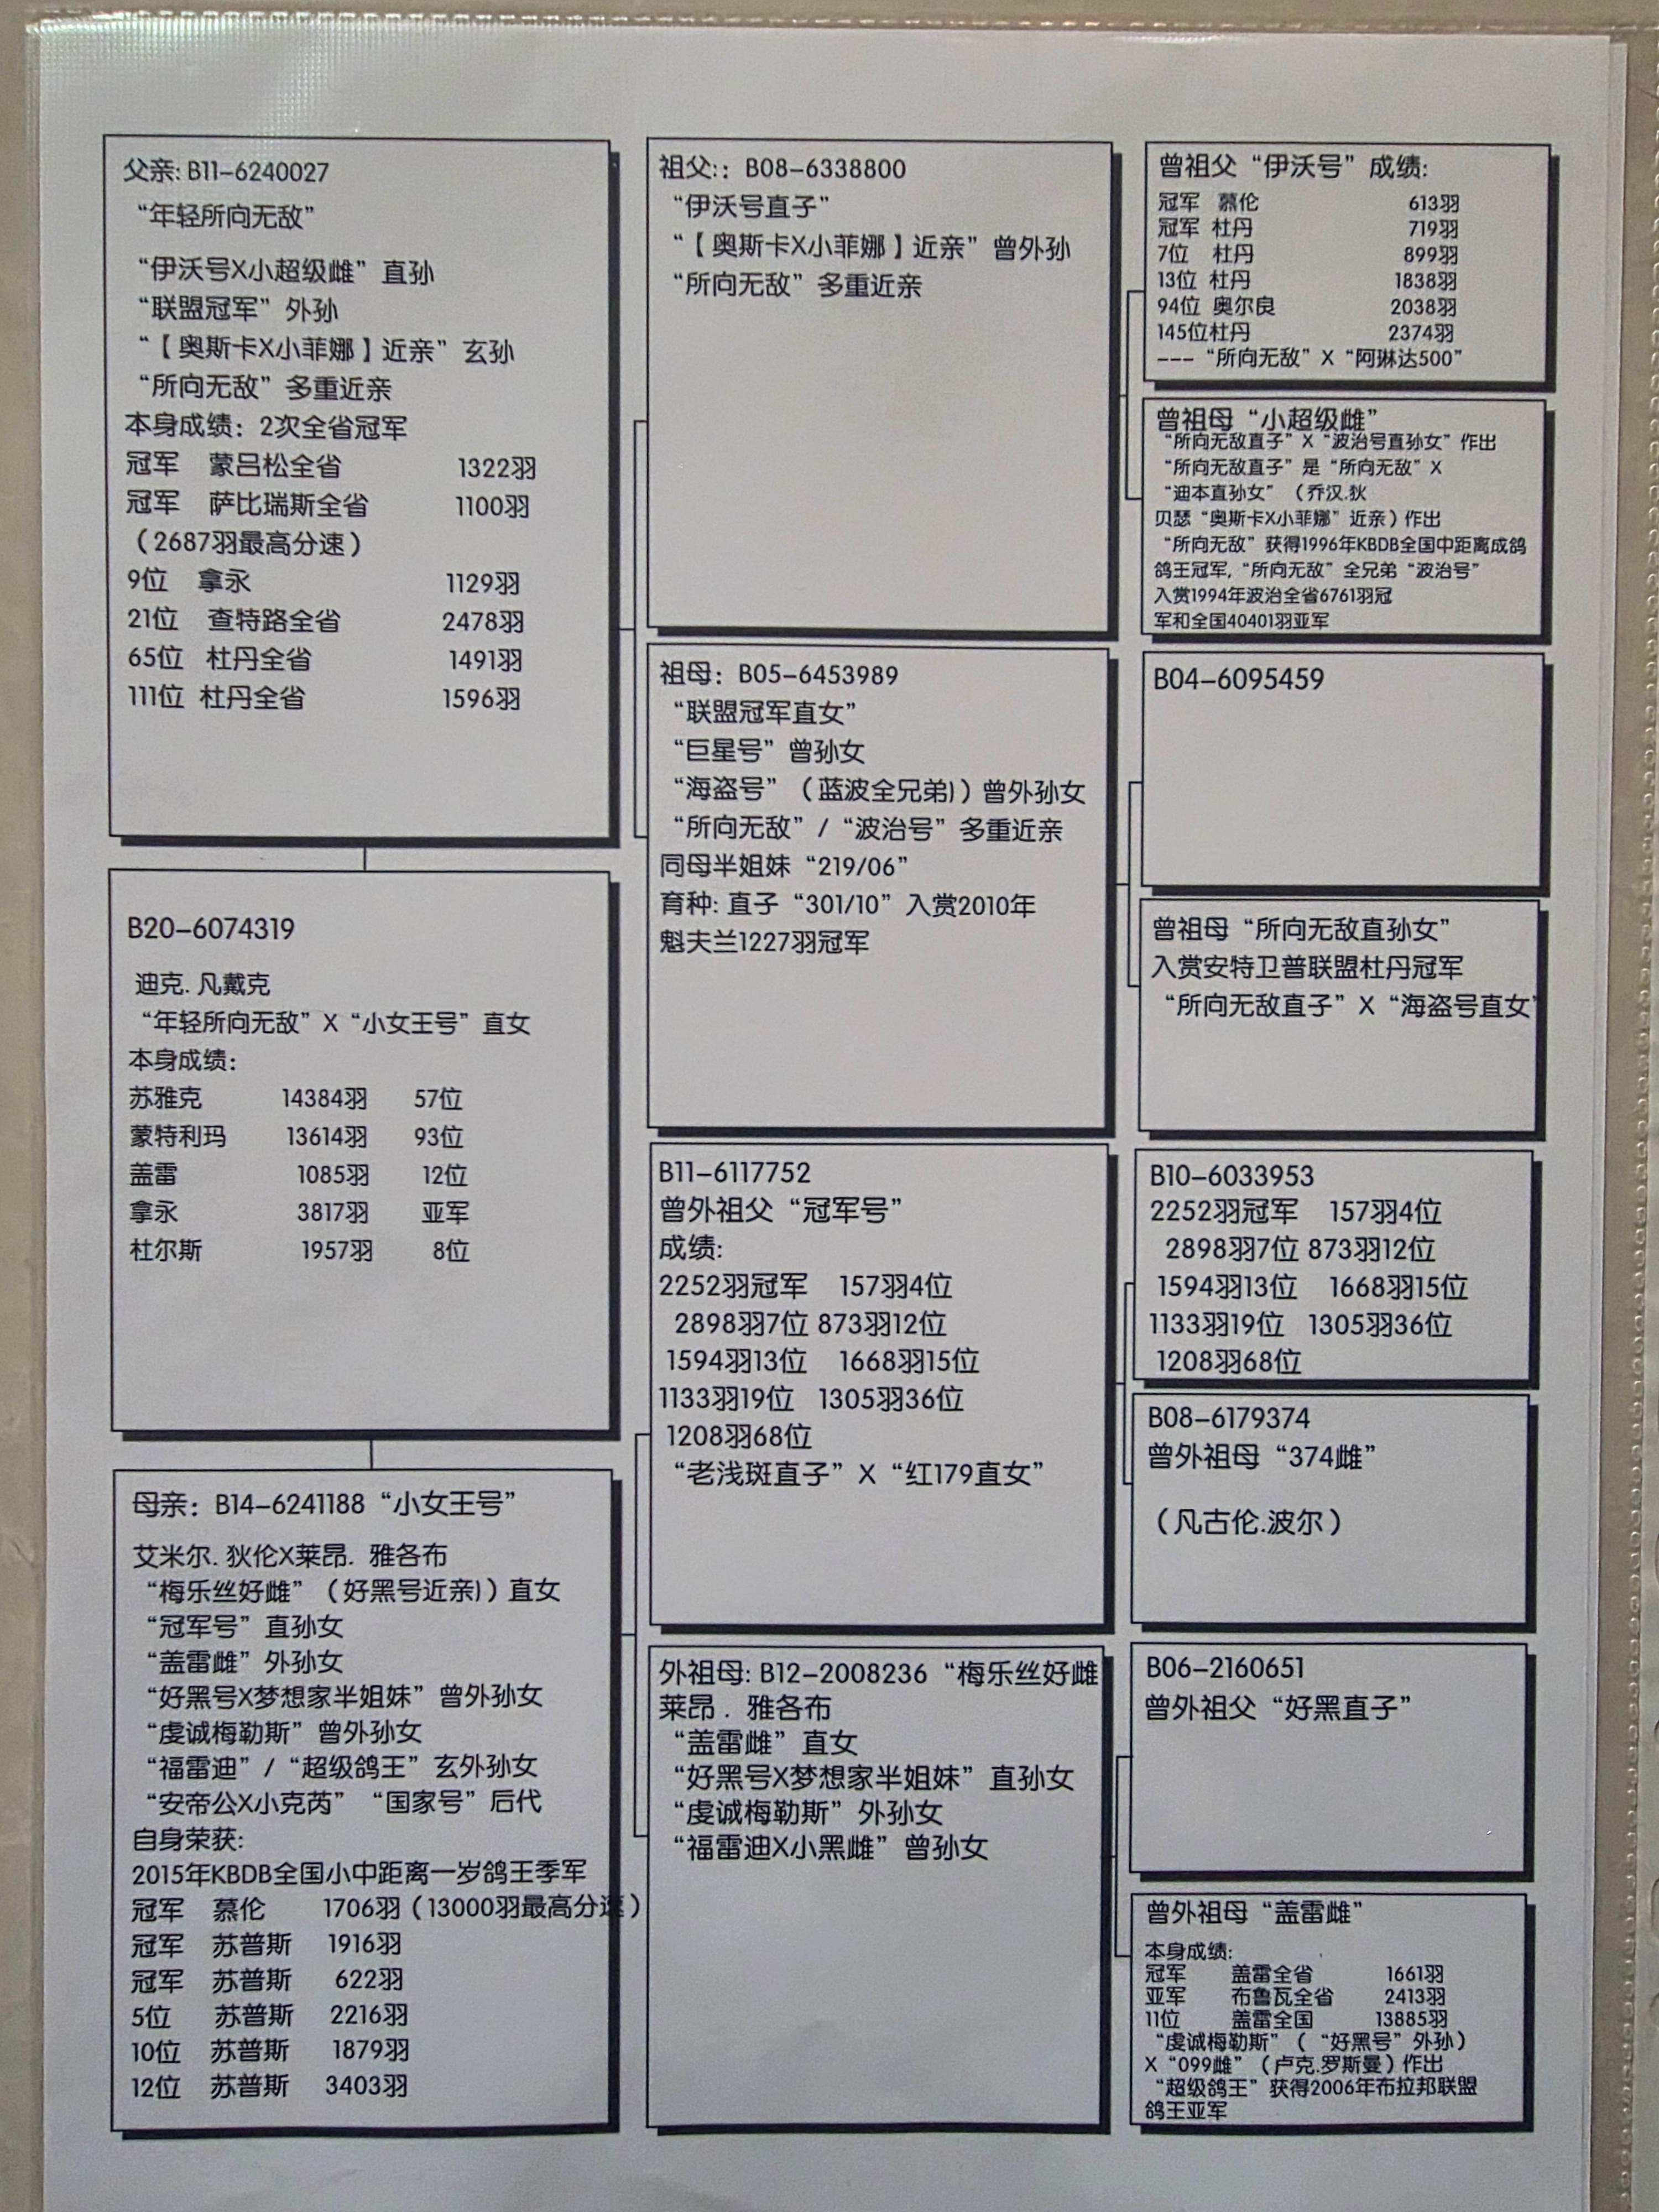 父亲: B11-6240027
“年轻所向无敌”
“伊沃号X小超级雌”直孙
“联盟冠军”外孙
“【奥斯卡X小菲娜】近亲”玄孙
“所向无敌”多重近亲
本身成绩：2次全省冠军
冠军 蒙吕松全省 1322羽
冠军 萨比瑞斯全省 1100羽
（2687羽最高分速）
9位 拿永 1129羽
21位 查特路全省 2478羽
65位 杜丹全省 1491羽
111位 杜丹全省 1596羽
B20-6074319
迪克. 凡戴克
“年轻所向无敌”X“小女王号”直女
本身成绩：
苏雅克 14384羽 57位
蒙特利玛 13614羽 93位
盖雷 1085羽 12位
拿永 3817羽 亚军
杜尔斯 1957羽 8位
母亲：B14-6241188“小女王号”
艾米尔. 狄伦X莱昂. 雅各布
“梅乐丝好雌”（好黑号近亲)）直女
“冠军号”直孙女
“盖雷雌”外孙女
“好黑号X梦想家半姐妹”曾外孙女
“虔诚梅勒斯”曾外孙女
“福雷迪”/“超级鸽王”玄外孙女
“安帝公X小克芮” “国家号”后代
自身荣获:
2015年KBDB全国小中距离一岁鸽王季军
冠军 慕伦 1706羽（13000羽最高分速）
冠军 苏普斯 1916羽
冠军 苏普斯 622羽
5位 苏普斯 2216羽
10位 苏普斯 1879羽
12位 苏普斯 3403羽
祖父:：B08-6338800
“伊沃号直子”
“【奥斯卡X小菲娜】近亲”曾外孙
“所向无敌”多重近亲
祖母：B05-6453989
“联盟冠军直女”
“巨星号”曾孙女
“海盗号”（蓝波全兄弟)）曾外孙女
“所向无敌”/“波治号”多重近亲
同母半姐妹“219/06”
育种: 直子“301/10”入赏2010年
魁夫兰1227羽冠军
B11-6117752
曾外祖父“冠军号”
成绩:
2252羽冠军 157羽4位
2898羽7位 873羽12位
1594羽13位 1668羽15位
1133羽19位 1305羽36位
1208羽68位
“老浅斑直子”X“红179直女”
外祖母: B12-2008236“梅乐丝好雌
莱昂 . 雅各布
“盖雷雌”直女
“好黑号X梦想家半姐妹”直孙女
“虔诚梅勒斯”外孙女
“福雷迪X小黑雌”曾孙女
曾祖父“伊沃号”成绩:
冠军 慕伦 613羽
冠军 杜丹 719羽
7位 杜丹 899羽
13位 杜丹 1838羽
94位 奥尔良 2038羽
145位杜丹 2374羽
---“所向无敌”X“阿琳达500”
曾祖母“小超级雌”
“所向无敌直子”X“波治号直孙女”作出
“所向无敌直子”是“所向无敌”X
“迪本直孙女”（乔汉.狄
贝瑟“奥斯卡X小菲娜”近亲）作出
“所向无敌”获得1996年KBDB全国中距离成鸽
鸽王冠军,“所向无敌”全兄弟“波治号”
入赏1994年波治全省6761羽冠
军和全国40401羽亚军
B04-6095459
曾祖母“所向无敌直孙女”
入赏安特卫普联盟杜丹冠军
“所向无敌直子”X“海盗号直女”
B10-6033953
2252羽冠军 157羽4位
2898羽7位 873羽12位
1594羽13位 1668羽15位
1133羽19位 1305羽36位
1208羽68位
B08-6179374
曾外祖母“374雌”
（凡古伦.波尔）
B06-2160651
曾外祖父“好黑直子”
曾外祖母“盖雷雌”
本身成绩:
冠军 盖雷全省 1661羽
亚军 布鲁瓦全省 2413羽
11位 盖雷全国 13885羽
“虔诚梅勒斯”（“好黑号”外孙）
X“099雌”（卢克.罗斯曼）作出
“超级鸽王”获得2006年布拉邦联盟
鸽王亚军